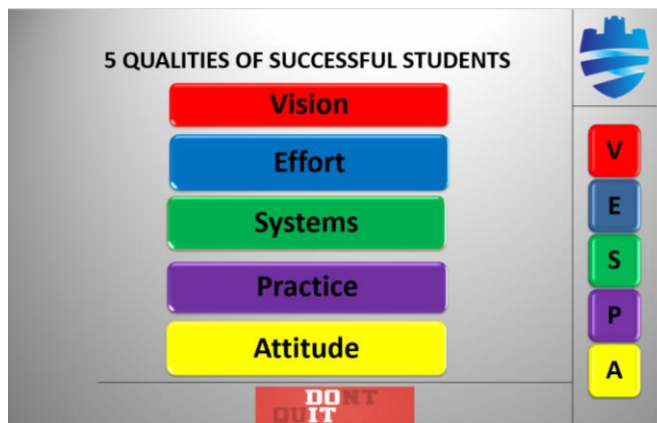 5 QUALITIES OF SUCCESSFUL STUDENTS
Vision
Effort
Systems
Practice
Attitude
V
E
S
P
A
DONT
QUIT